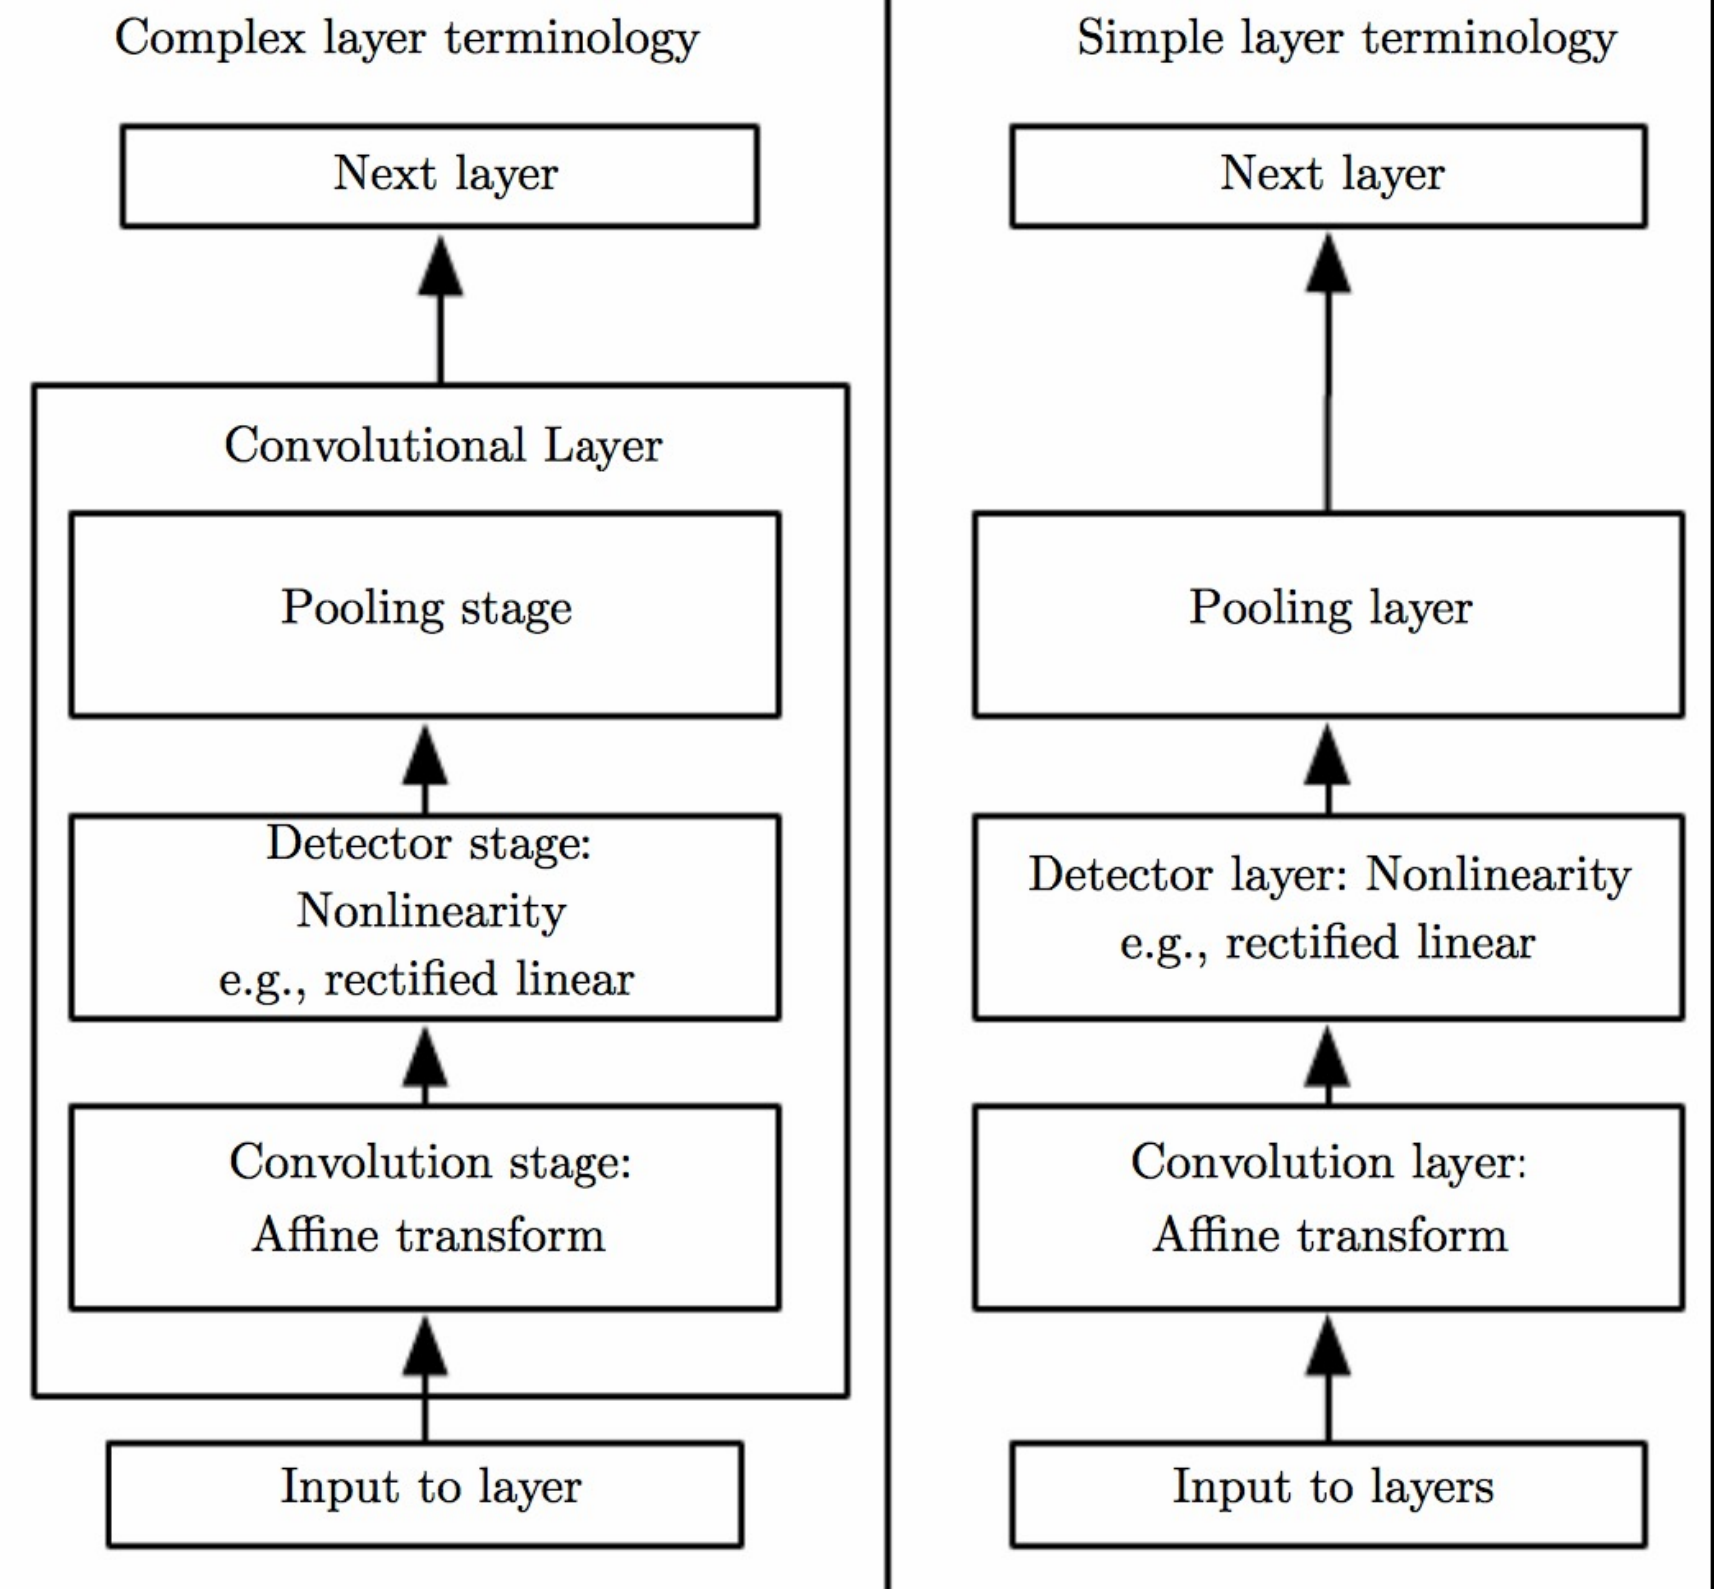 Complex layer terminology
Next layer
Convolutional Layer
Pooling stage
Detector stage:
Nonlinearity
e.g., rectified linear
Convolution stage:
Affine transform
Input to layer
Simple layer terminology
Next layer
Pooling layer
Detector layer: Nonlinearity
e.g., rectified linear
Convolution layer:
Affine transform
Input to layers